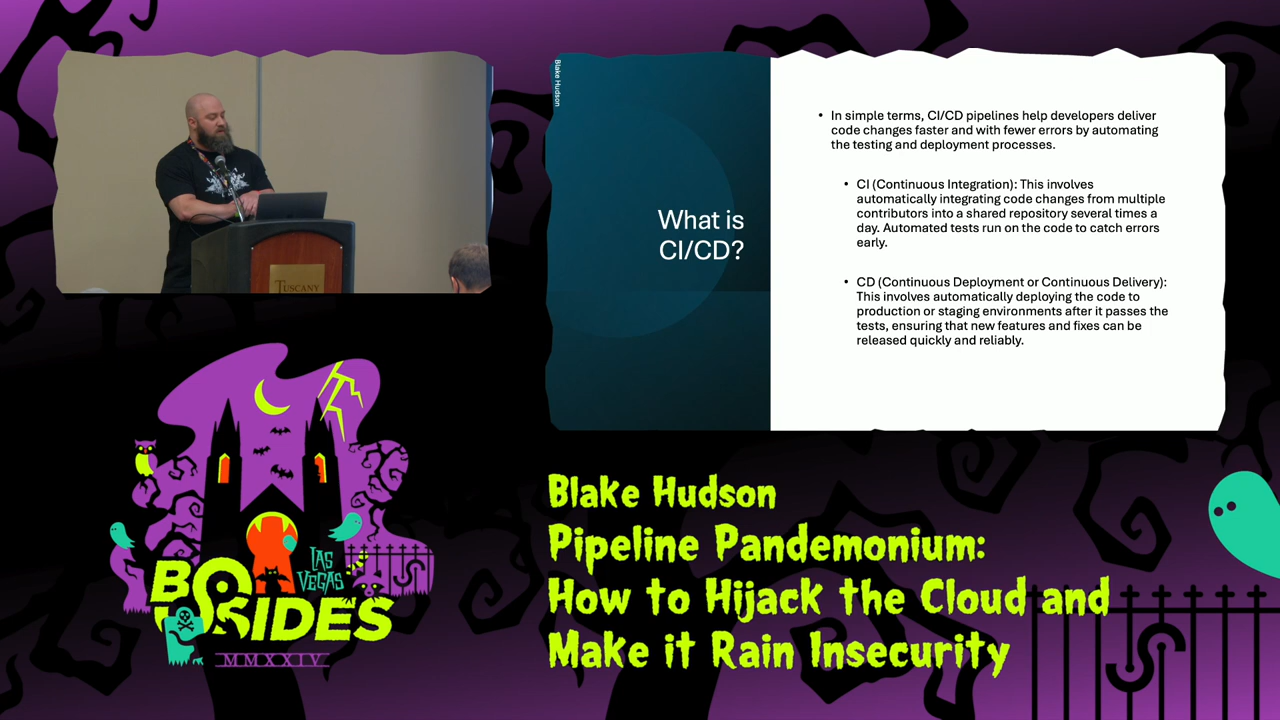 Blake Hudson
What is
CI/CD?
• In simple terms, CI/CD pipelines help developers deliver
code changes faster and with fewer errors by automating
the testing and deployment processes.
• CI (Continuous Integration): This involves
automatically integrating code changes from multiple
contributors into a shared repository several times a
day. Automated tests run on the code to catch errors
early.
• CD (Continuous Deployment or Continuous Delivery):
This involves automatically deploying the code to
production or staging environments after it passes the
tests, ensuring that new features and fixes can be
released quickly and reliably.
TUSCANY
LAS
VEGAS
BSIDES
MMXXIV
Blake Hudson
Pipeline Pandemonium:
How to Hijack the Cloud and
Make it Rain Insecurity